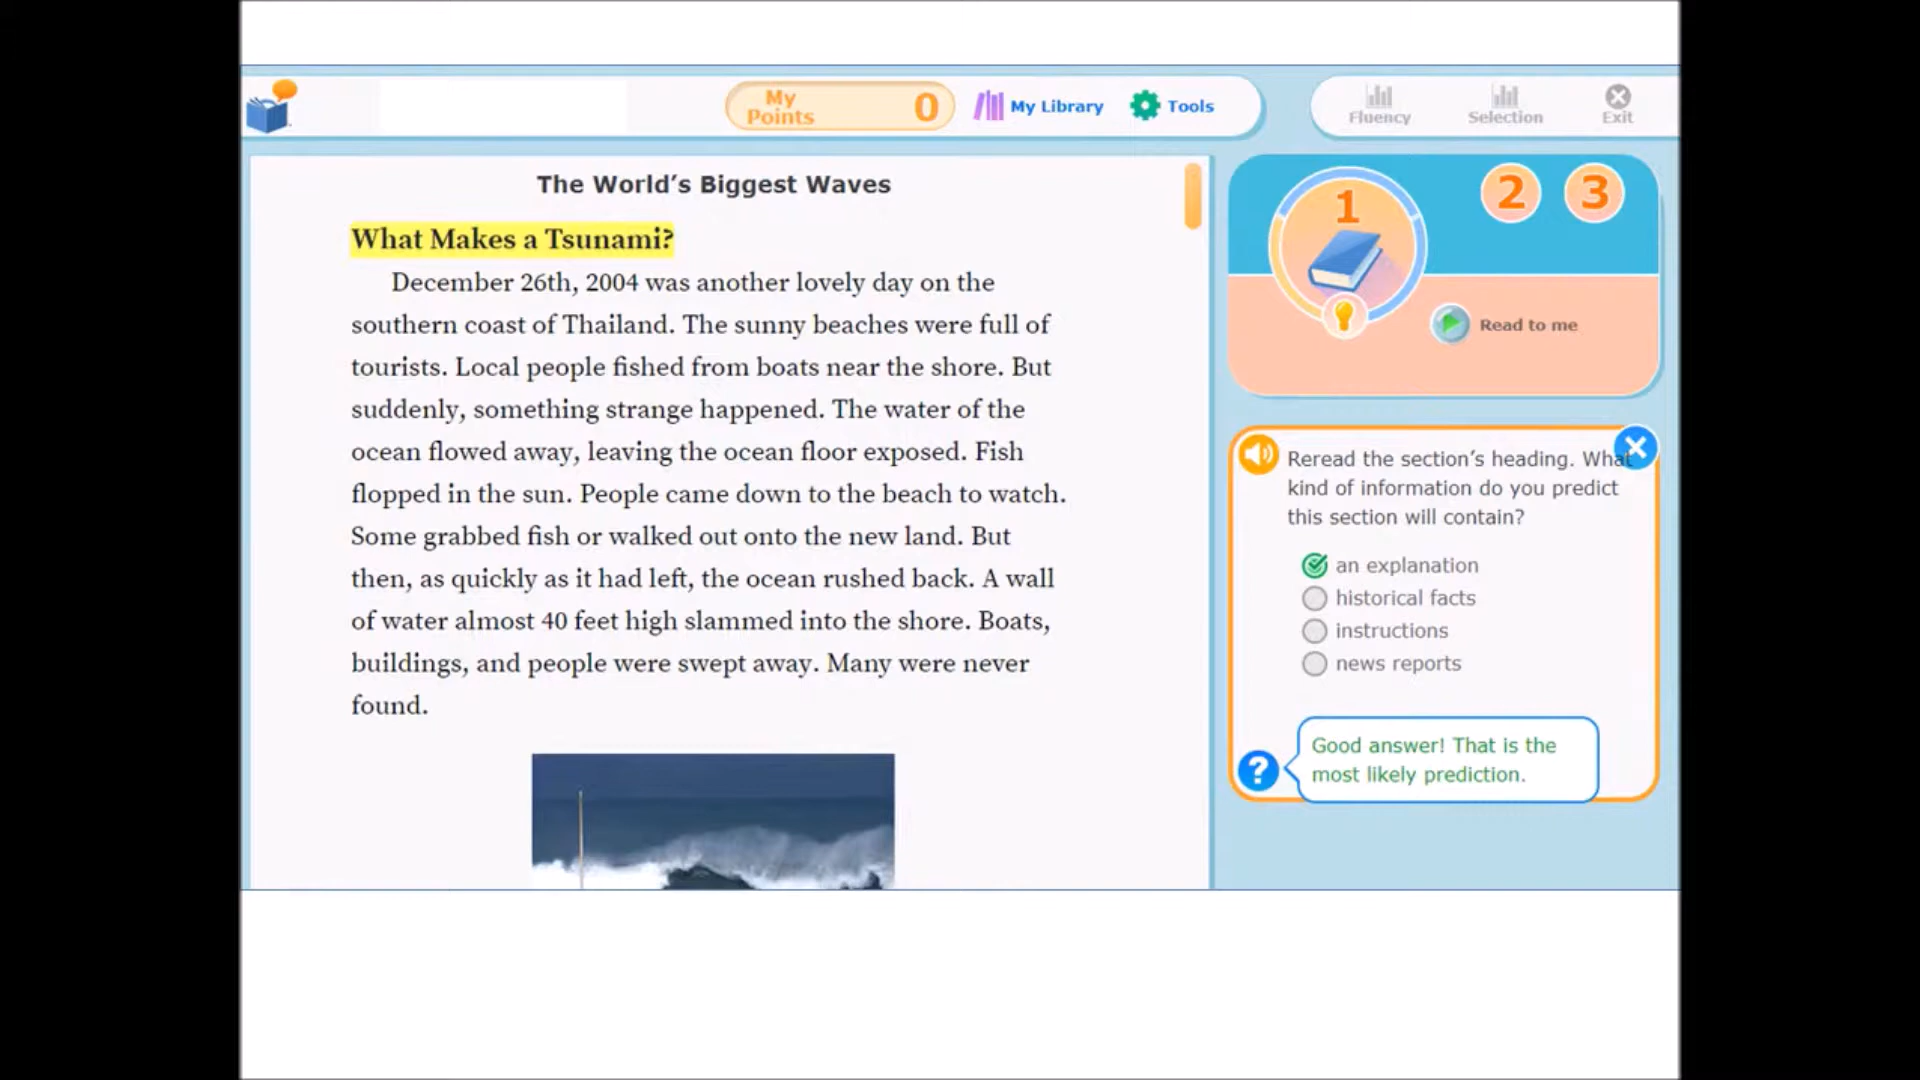 My
Points
0
My Library
Tools
Fluency
Selection
Exit
The World's Biggest Waves
What Makes a Tsunami?
December 26th, 2004 was another lovely day on the
southern coast of Thailand. The sunny beaches were full of
tourists. Local people fished from boats near the shore. But
suddenly, something strange happened. The water of the
ocean flowed away, leaving the ocean floor exposed. Fish
flopped in the sun. People came down to the beach to watch.
Some grabbed fish or walked out onto the new land. But
then, as quickly as it had left, the ocean rushed back. A wall
of water almost 40 feet high slammed into the shore. Boats,
buildings, and people were swept away. Many were never
found.
1
2
3
Read to me
Reread the section's heading. What
kind of information do you predict
this section will contain?
an explanation
historical facts
instructions
news reports
?
Good answer! That is the
most likely prediction.